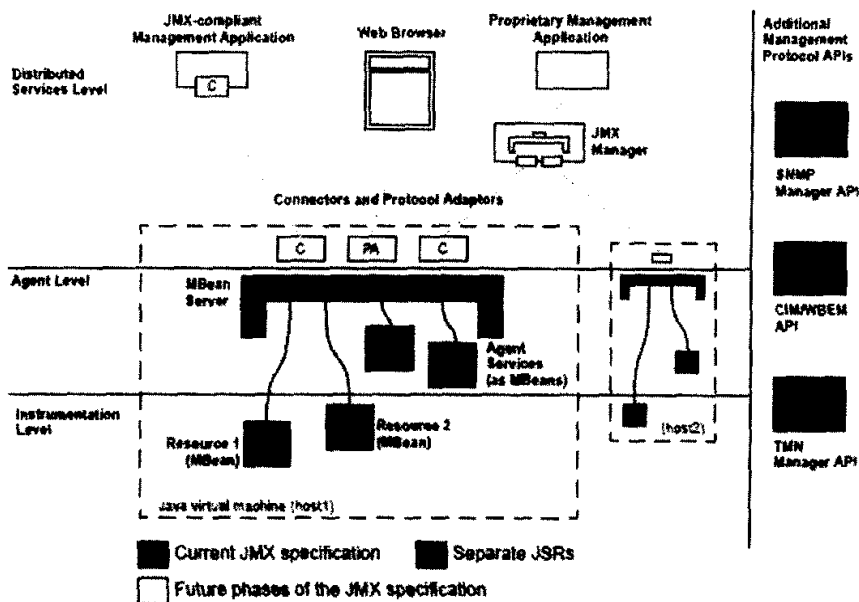 JMX-compliant
Management Application
Web Browser
Proprietary Management
Application
Additional
Management
Protocol APIs
Distributed
Services Level
C
JMX
Manager
SNMP
Manager API
Connectors and Protocol Adaptors
C
PA
C
Agent Level
MBean
Server
CIM/WBEM
API
Agent
Services
(as MBeans)
Instrumentation
Level
Resource 1
(MBean)
Resource 2
(MBean)
(host2)
TMN
Manager API
Java virtual machine (host1)
Current JMX specification
Separate JSRs
Future phases of the JMX specification